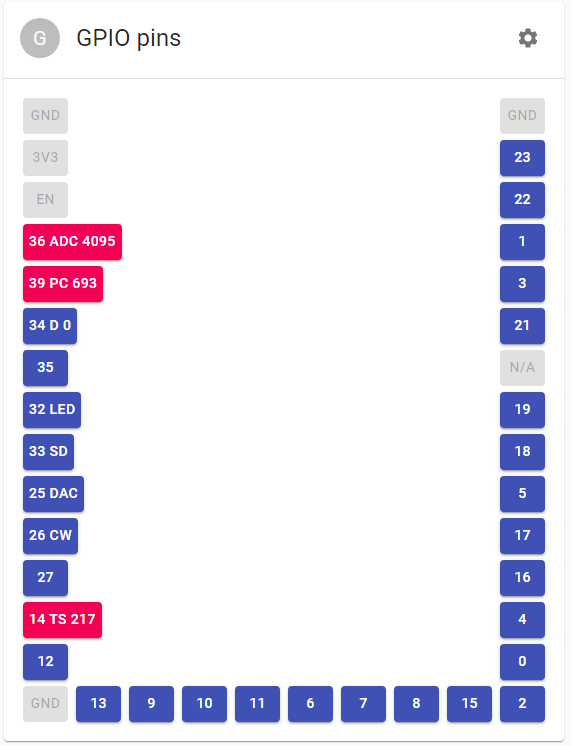 G GPIO pins
GND GND
3V3 23
EN 22
36 ADC 4095 1
39 PC 693 3
34 D 0 21
35 N/A
32 LED 19
33 SD 18
25 DAC 5
26 CW 17
27 16
14 TS 217 4
12 0
GND 13 9 10 11 6 7 8 15 2